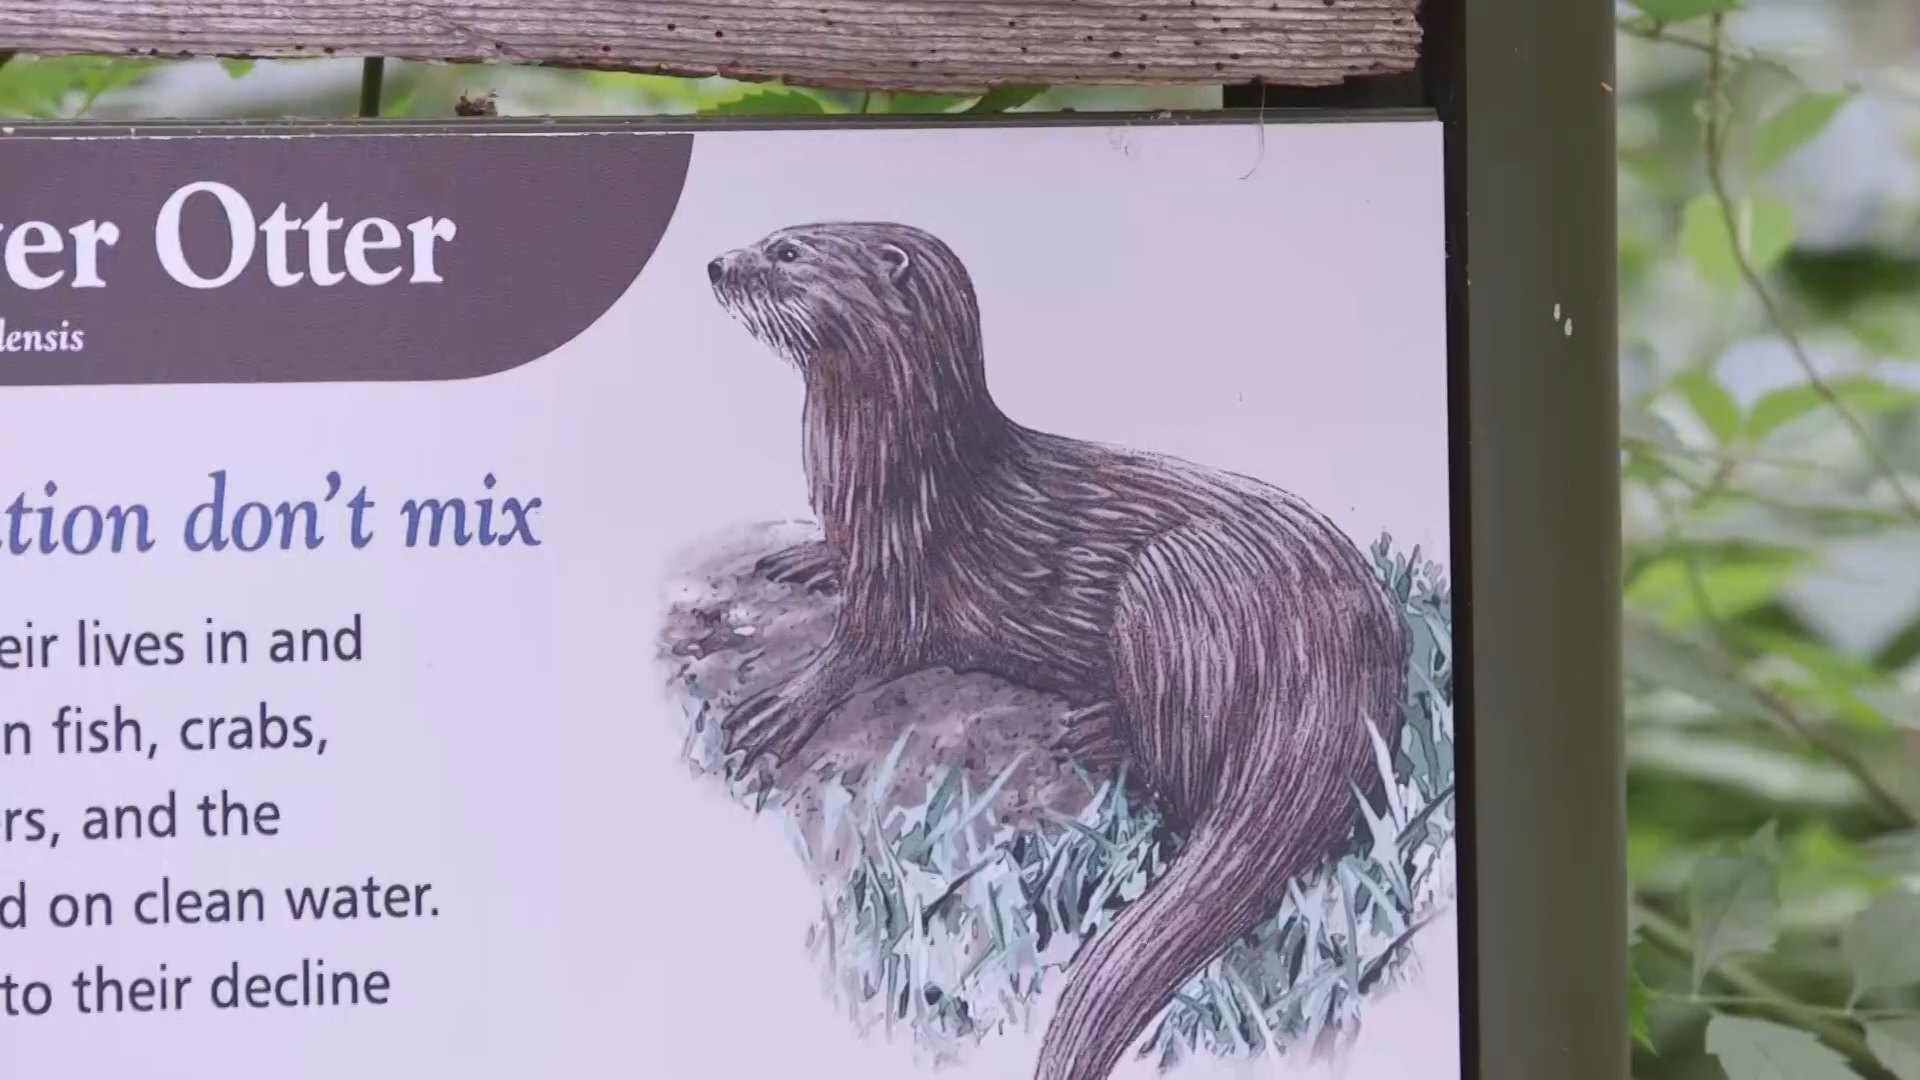 er Otter
densis
tion don't mix
eir lives in and
n fish, crabs,
rs, and the
d on clean water.
to their decline